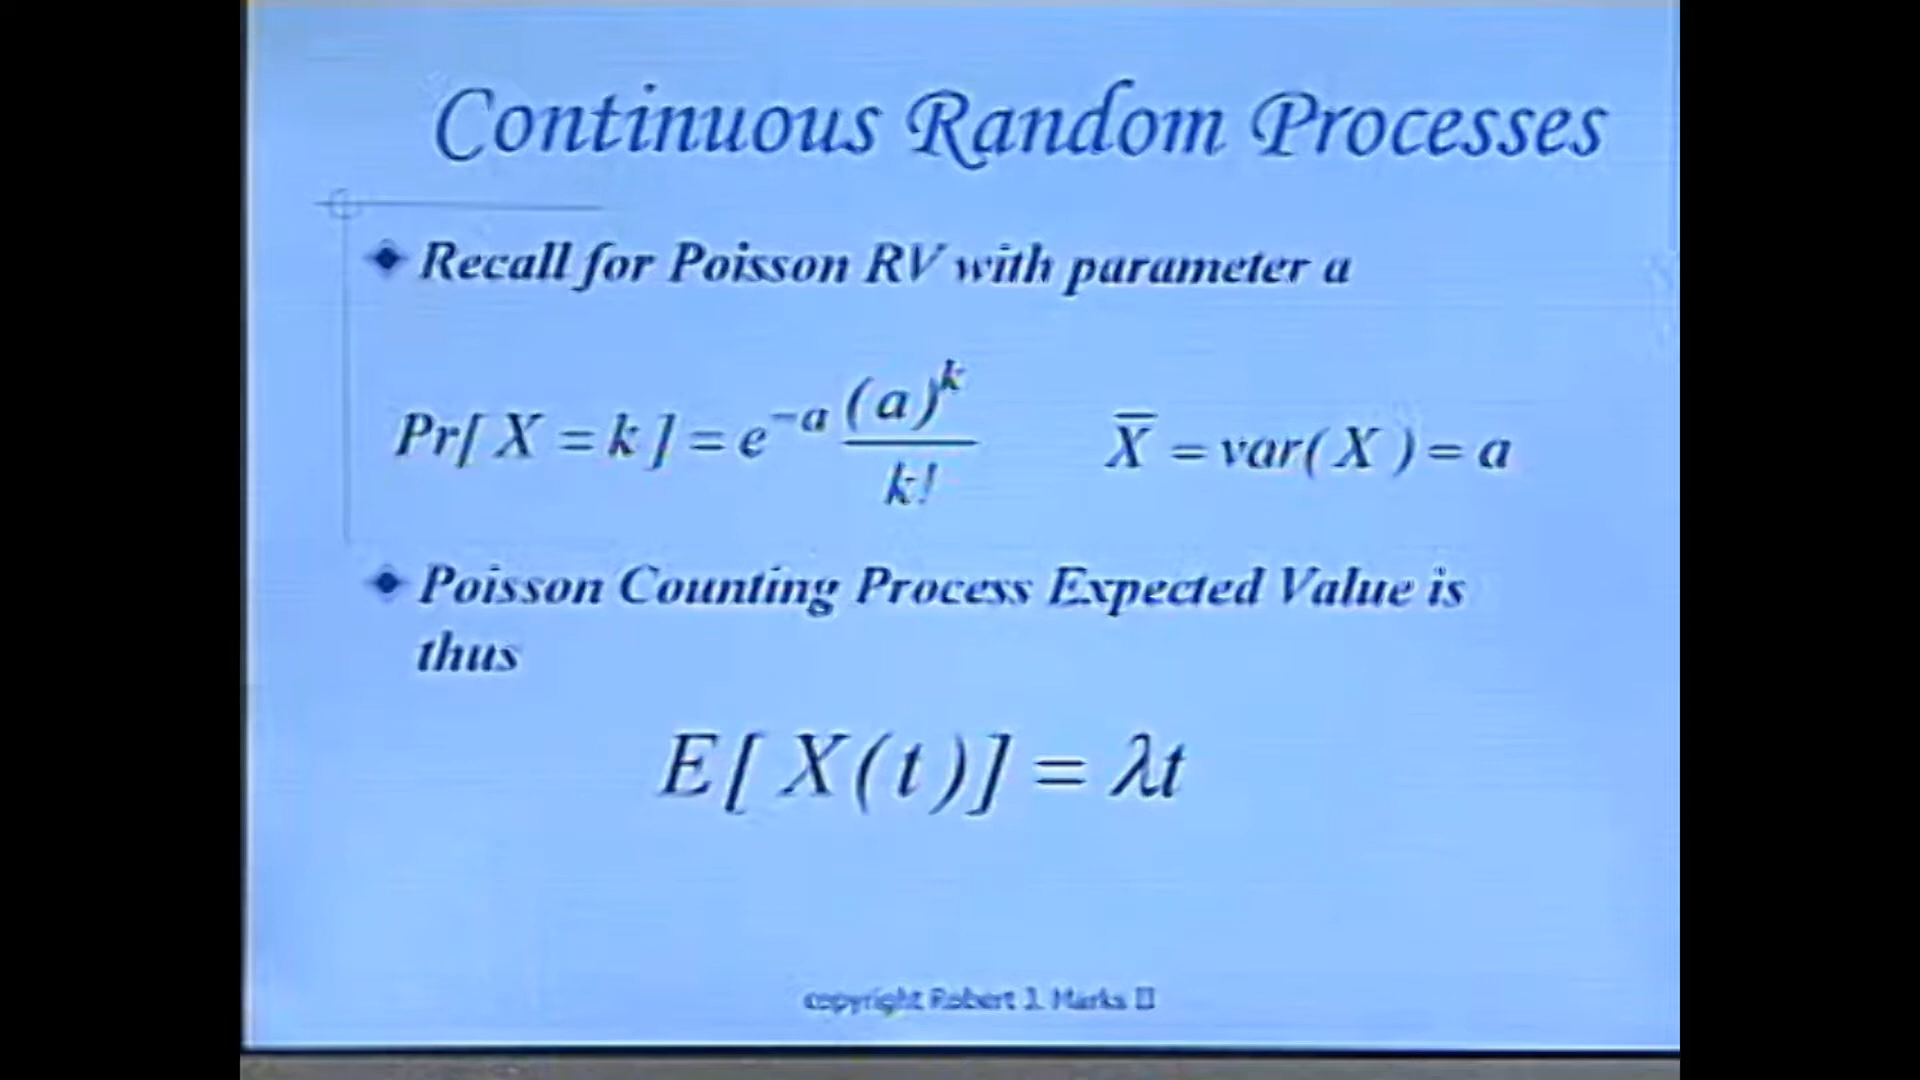 Continuous Random Processes
Recall for Poisson RV with parameter a
Pr[ X = k ] = e^{-a} (a)^k / k!    X̅ = var( X ) = a
Poisson Counting Process Expected Value is
thus
E[ X(t)] = λt
copyright Robert J. Marks II